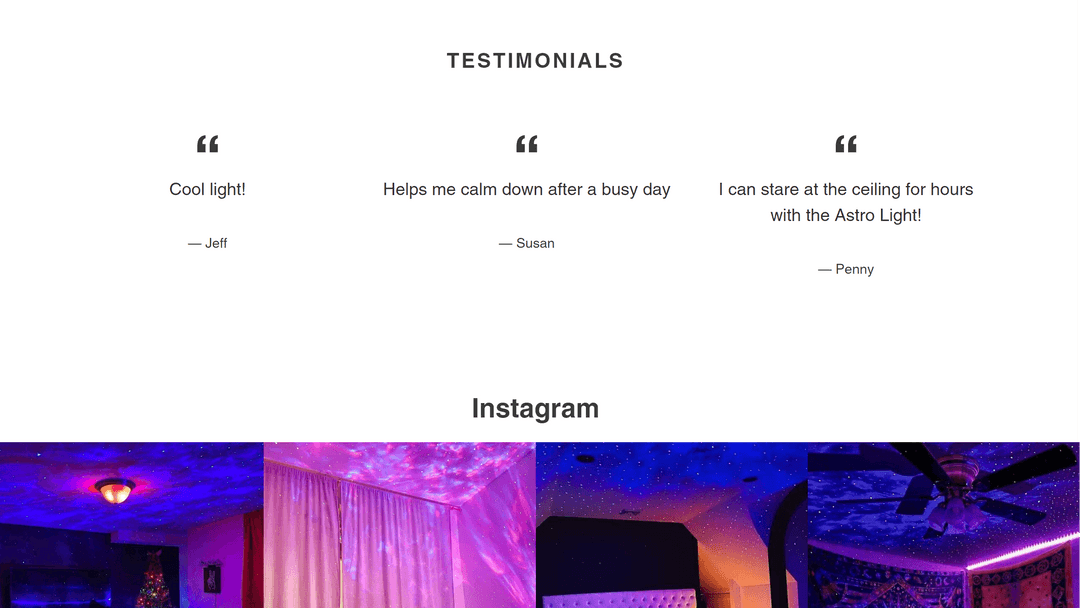 TESTIMONIALS
“
“
“
Cool light!
Helps me calm down after a busy day
I can stare at the ceiling for hours
with the Astro Light!
— Jeff
— Susan
— Penny
Instagram